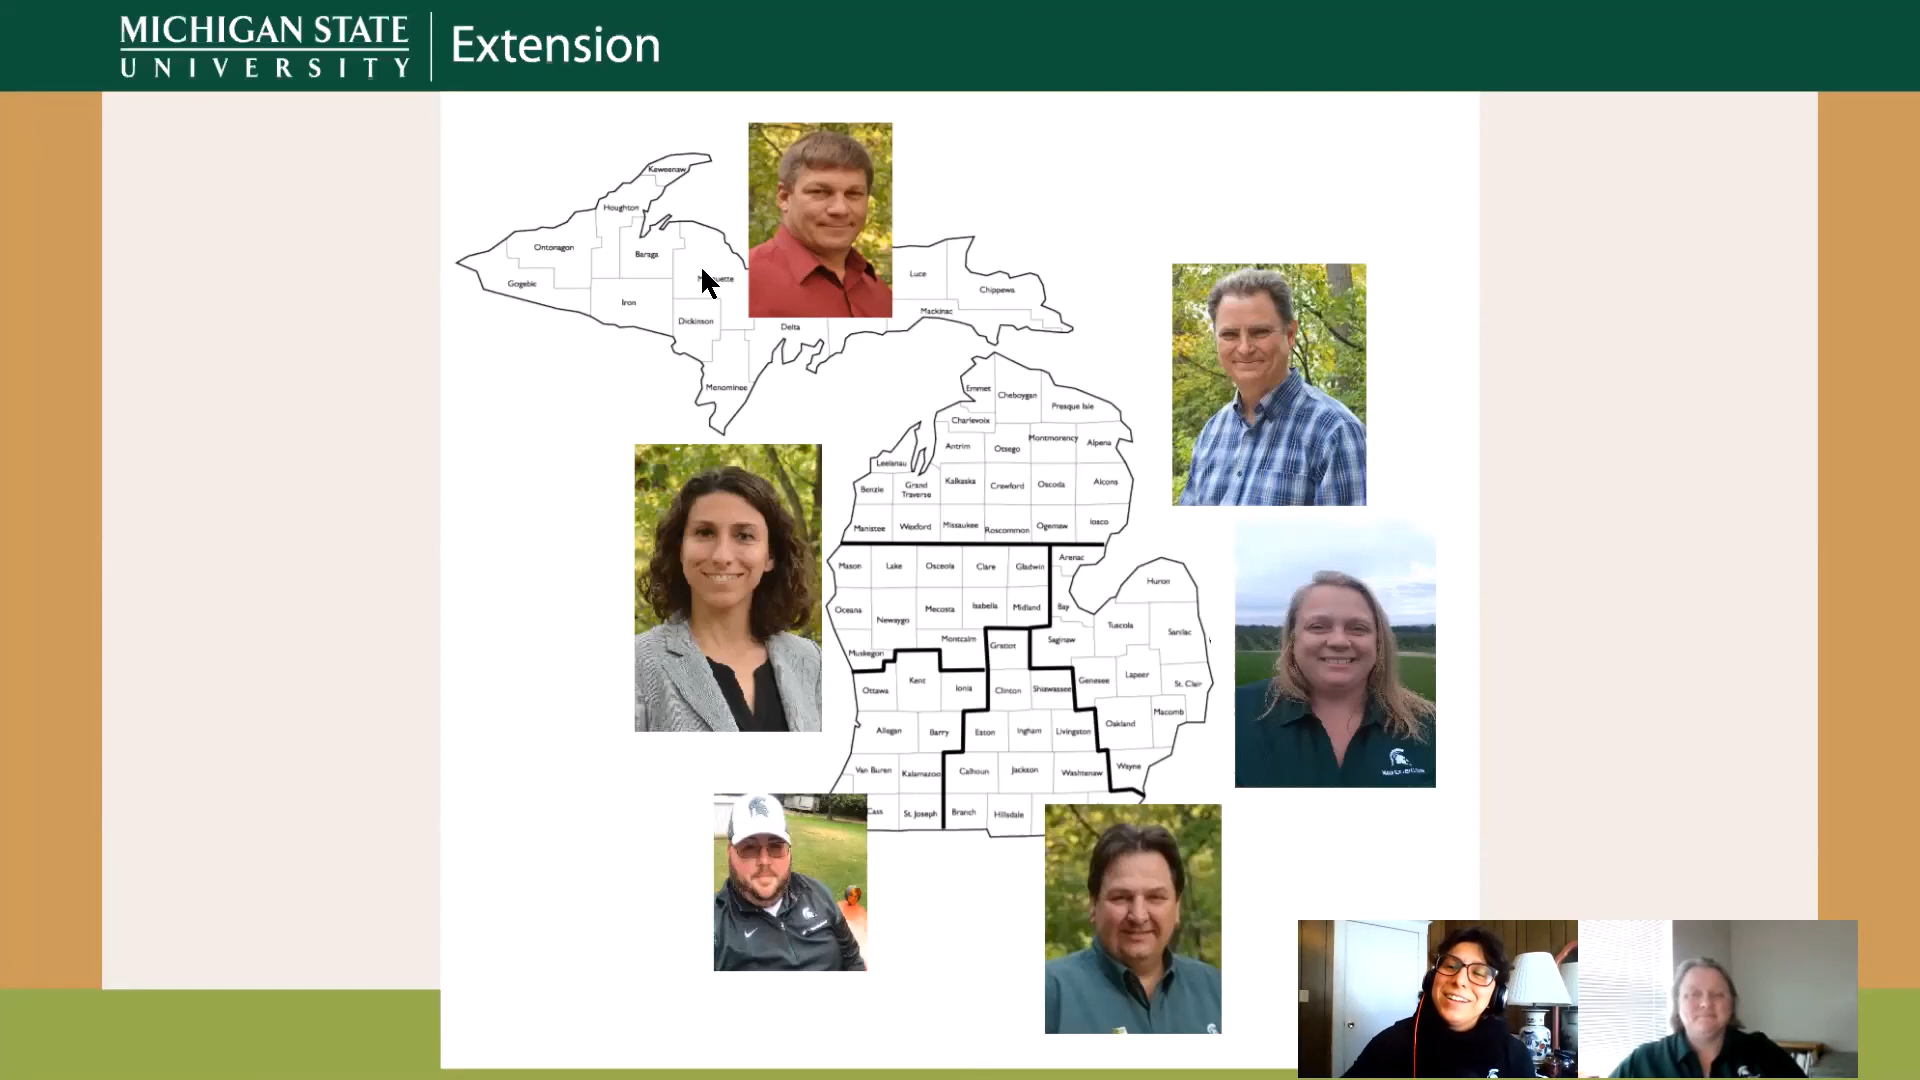 MICHIGAN STATE
UNIVERSITY
Extension
Keweenaw
Houghton
Ontonagon
Baraga
Gogebic
Iron
Dickinson
Luce
Chippewa
Mackinac
Delta
Menominee
Emmet
Cheboygan
Presque Isle
Charlevoix
Antrim
Otsego
Montmorency
Alpena
Leelanau
Benzie
Grand
Traverse
Kalkaska
Crawford
Oscoda
Alcona
Manistee
Wexford
Missaukee
Roscommon
Ogemaw
Iosco
Mason
Lake
Osceola
Clare
Gladwin
Arenac
Huron
Oceana
Newaygo
Mecosta
Isabella
Midland
Bay
Tuscola
Sanilac
Muskegon
Montcalm
Gratiot
Saginaw
Ottawa
Kent
Ionia
Clinton
Shiawassee
Genesee
Lapeer
St. Clair
Allegan
Barry
Eaton
Ingham
Livingston
Oakland
Macomb
Van Buren
Kalamazoo
Calhoun
Jackson
Washtenaw
Wayne
Cass
St. Joseph
Branch
Hillsdale